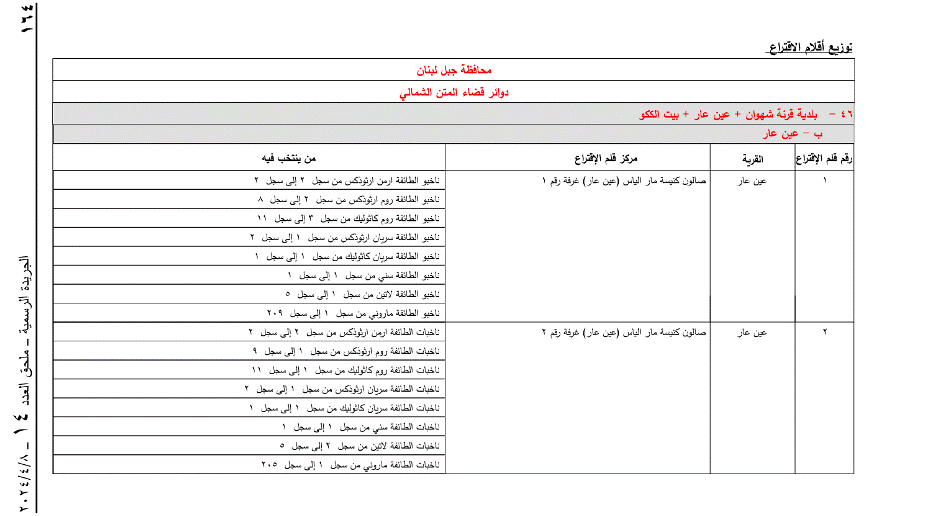 ١٦٤
الجريدة الرسمية – ملحق العدد ١٤ – ٢٠٢٤/٤/٨
توزيع أقلام الاقتراع
محافظة جبل لبنان
دوائر قضاء المتن الشمالي
٤٦ - بلدية قرنة شهوان + عين عار + بيت الككو
ب - عين عار
رقم قلم الإقتراع القرية مركز قلم الإقتراع من ينتخب فيه
١ عين عار صالون كنيسة مار الياس (عين عار) غرفة رقم ١ ناخبو الطائفة ارمن ارثوذكس من سجل ٢ إلى سجل ٢
ناخبو الطائفة روم ارثوذكس من سجل ٢ إلى سجل ٨
ناخبو الطائفة روم كاثوليك من سجل ٣ إلى سجل ١١
ناخبو الطائفة سريان ارثوذكس من سجل ١ إلى سجل ٢
ناخبو الطائفة سريان كاثوليك من سجل ١ إلى سجل ١
ناخبو الطائفة سني من سجل ١ إلى سجل ١
ناخبو الطائفة لاتين من سجل ١ إلى سجل ٥
ناخبو الطائفة ماروني من سجل ١ إلى سجل ٢٠٩
٢ عين عار صالون كنيسة مار الياس (عين عار) غرفة رقم ٢ ناخبات الطائفة ارمن ارثوذكس من سجل ٢ إلى سجل ٢
ناخبات الطائفة روم ارثوذكس من سجل ١ إلى سجل ٩
ناخبات الطائفة روم كاثوليك من سجل ١ إلى سجل ١١
ناخبات الطائفة سريان ارثوذكس من سجل ١ إلى سجل ٢
ناخبات الطائفة سريان كاثوليك من سجل ١ إلى سجل ١
ناخبات الطائفة سني من سجل ١ إلى سجل ١
ناخبات الطائفة لاتين من سجل ٢ إلى سجل ٥
ناخبات الطائفة ماروني من سجل ١ إلى سجل ٢٠٥